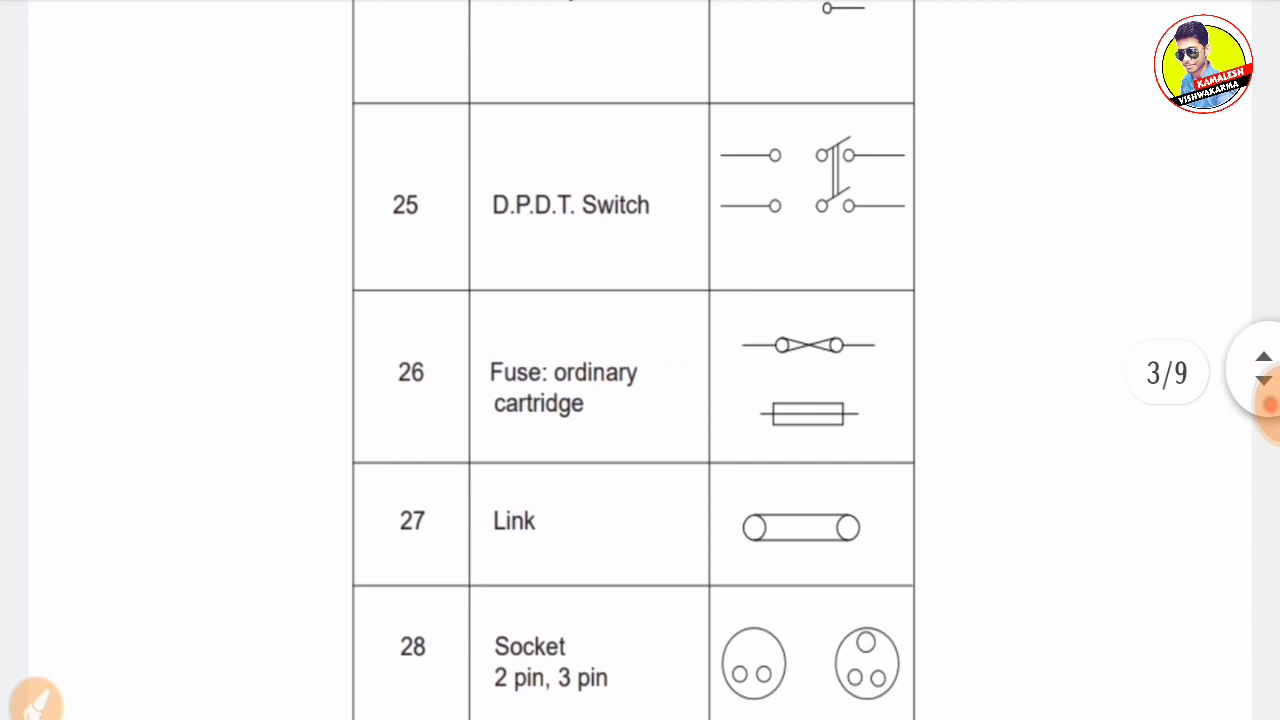 KAMALESH
VISHWAKARMA
25
D.P.D.T. Switch
26
Fuse: ordinary
cartridge
3/9
27
Link
28
Socket
2 pin, 3 pin